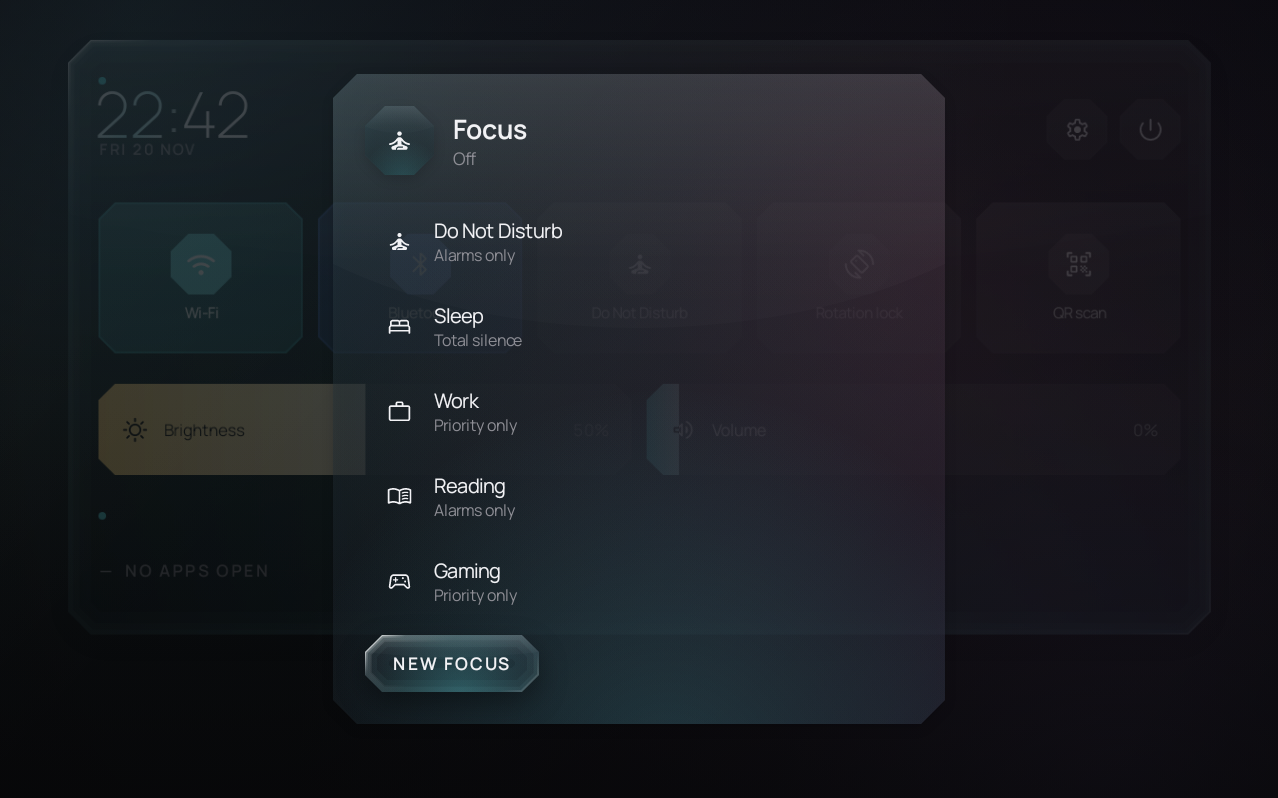 22:42
FRI 20 NOV
Focus
Off
Do Not Disturb
Alarms only
Sleep
Total silence
Work
Priority only
Reading
Alarms only
Gaming
Priority only
NEW FOCUS
Wi-Fi
Bluetoo
Do Not Disturb
Rotation lock
QR scan
Brightness
50%
Volume
0%
NO APPS OPEN